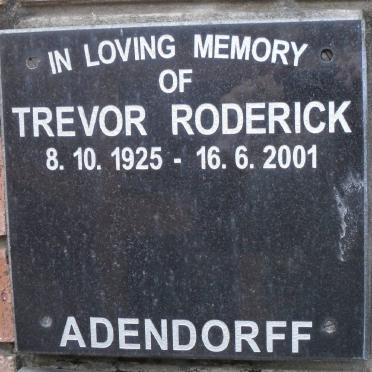 IN LOVING MEMORY
OF
TREVOR RODERICK
8. 10. 1925 - 16. 6. 2001
ADENDORFF